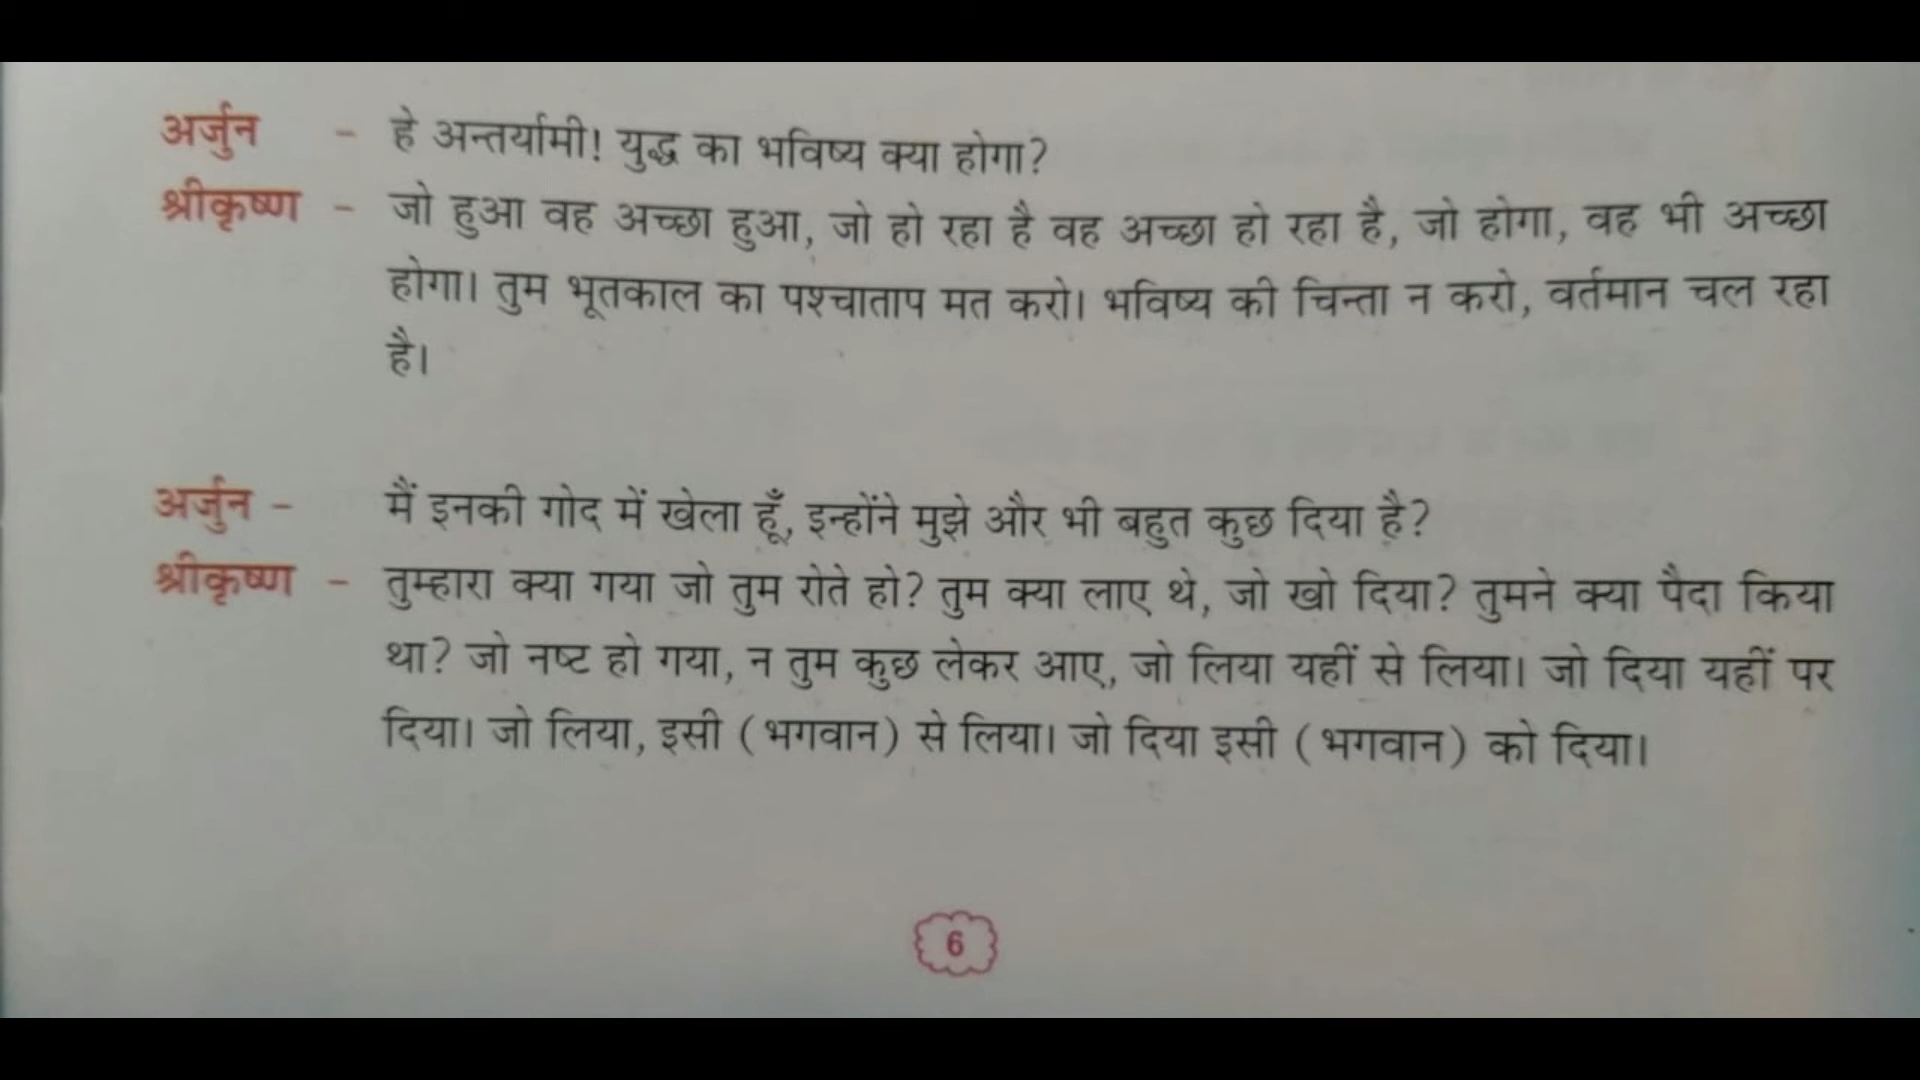 अर्जुन - हे अन्तर्यामी! युद्ध का भविष्य क्या होगा?
श्रीकृष्ण - जो हुआ वह अच्छा हुआ, जो हो रहा है वह अच्छा हो रहा है, जो होगा, वह भी अच्छा
होगा। तुम भूतकाल का पश्चाताप मत करो। भविष्य की चिन्ता न करो, वर्तमान चल रहा
है।
अर्जुन - मैं इनकी गोद में खेला हूँ, इन्होंने मुझे और भी बहुत कुछ दिया है?
श्रीकृष्ण - तुम्हारा क्या गया जो तुम रोते हो? तुम क्या लाए थे, जो खो दिया? तुमने क्या पैदा किया
था? जो नष्ट हो गया, न तुम कुछ लेकर आए, जो लिया यहीं से लिया। जो दिया यहीं पर
दिया। जो लिया, इसी (भगवान) से लिया। जो दिया इसी (भगवान) को दिया।
6